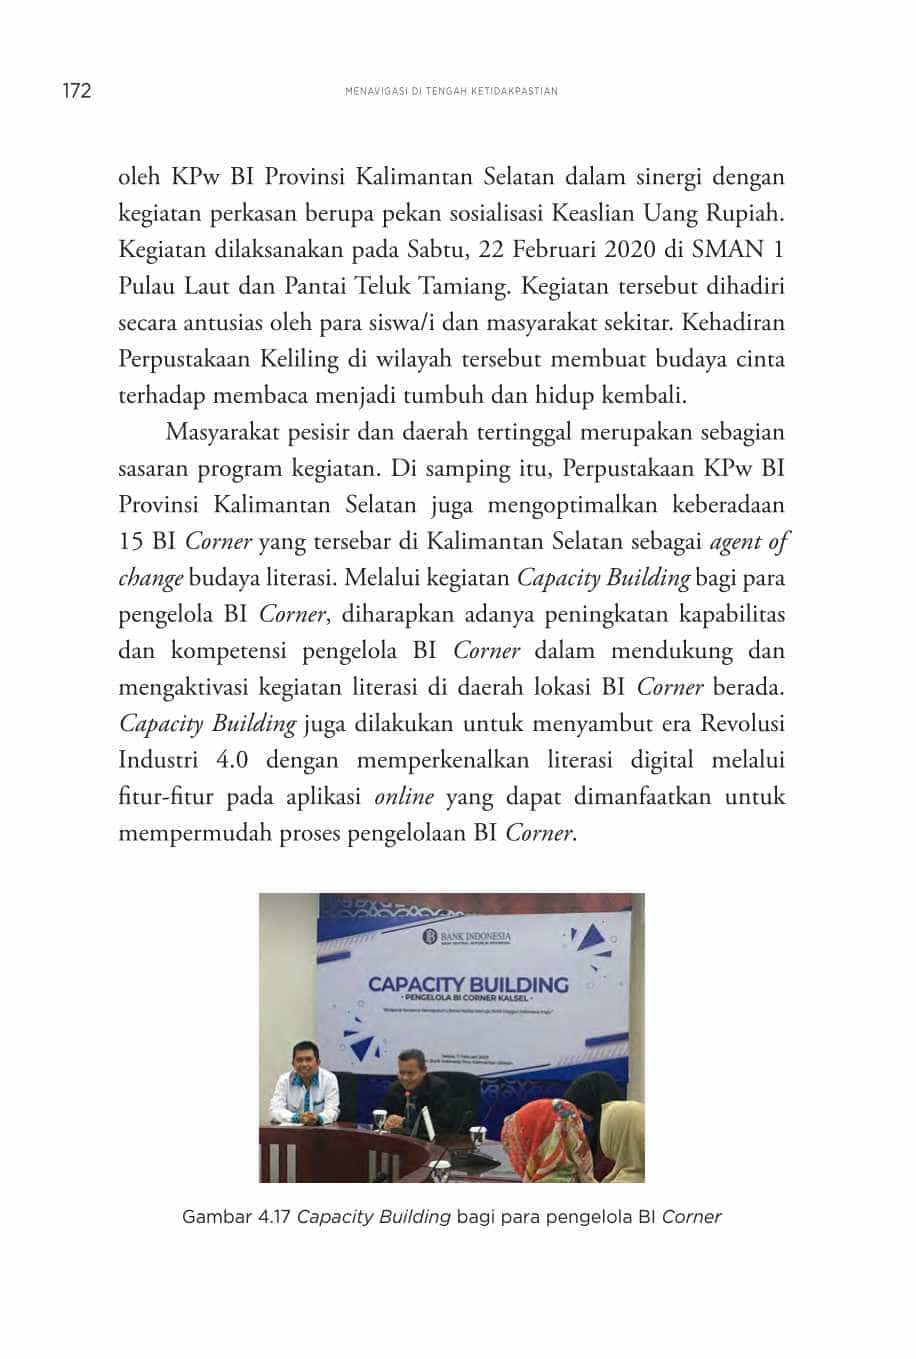 172
MENAVIGASI DI TENGAH KETIDAKPASTIAN
oleh KPw BI Provinsi Kalimantan Selatan dalam sinergi dengan
kegiatan perkasan berupa pekan sosialisasi Keaslian Uang Rupiah.
Kegiatan dilaksanakan pada Sabtu, 22 Februari 2020 di SMAN 1
Pulau Laut dan Pantai Teluk Tamiang. Kegiatan tersebut dihadiri
secara antusias oleh para siswa/i dan masyarakat sekitar. Kehadiran
Perpustakaan Keliling di wilayah tersebut membuat budaya cinta
terhadap membaca menjadi tumbuh dan hidup kembali.
Masyarakat pesisir dan daerah tertinggal merupakan sebagian
sasaran program kegiatan. Di samping itu, Perpustakaan KPw BI
Provinsi Kalimantan Selatan juga mengoptimalkan keberadaan
15 BI Corner yang tersebar di Kalimantan Selatan sebagai agent of
change budaya literasi. Melalui kegiatan Capacity Building bagi para
pengelola BI Corner, diharapkan adanya peningkatan kapabilitas
dan kompetensi pengelola BI Corner dalam mendukung dan
mengaktivasi kegiatan literasi di daerah lokasi BI Corner berada.
Capacity Building juga dilakukan untuk menyambut era Revolusi
Industri 4.0 dengan memperkenalkan literasi digital melalui
fitur-fitur pada aplikasi online yang dapat dimanfaatkan untuk
mempermudah proses pengelolaan BI Corner.
BANK INDONESIA
BANK SENTRAL REPUBLIK INDONESIA
CAPACITY BUILDING
- PENGELOLA BI CORNER KALSEL -
Gambar 4.17 Capacity Building bagi para pengelola BI Corner